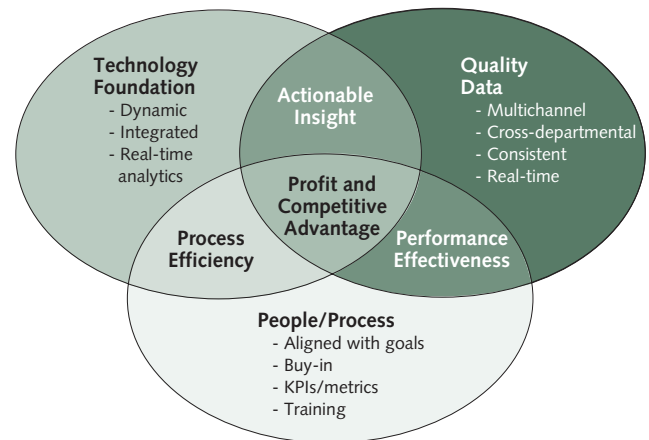 Technology
Foundation
- Dynamic
- Integrated
- Real-time
analytics
Actionable
Insight
Quality
Data
- Multichannel
- Cross-departmental
- Consistent
- Real-time
Profit and
Competitive
Advantage
Process
Efficiency
Performance
Effectiveness
People/Process
- Aligned with goals
- Buy-in
- KPIs/metrics
- Training